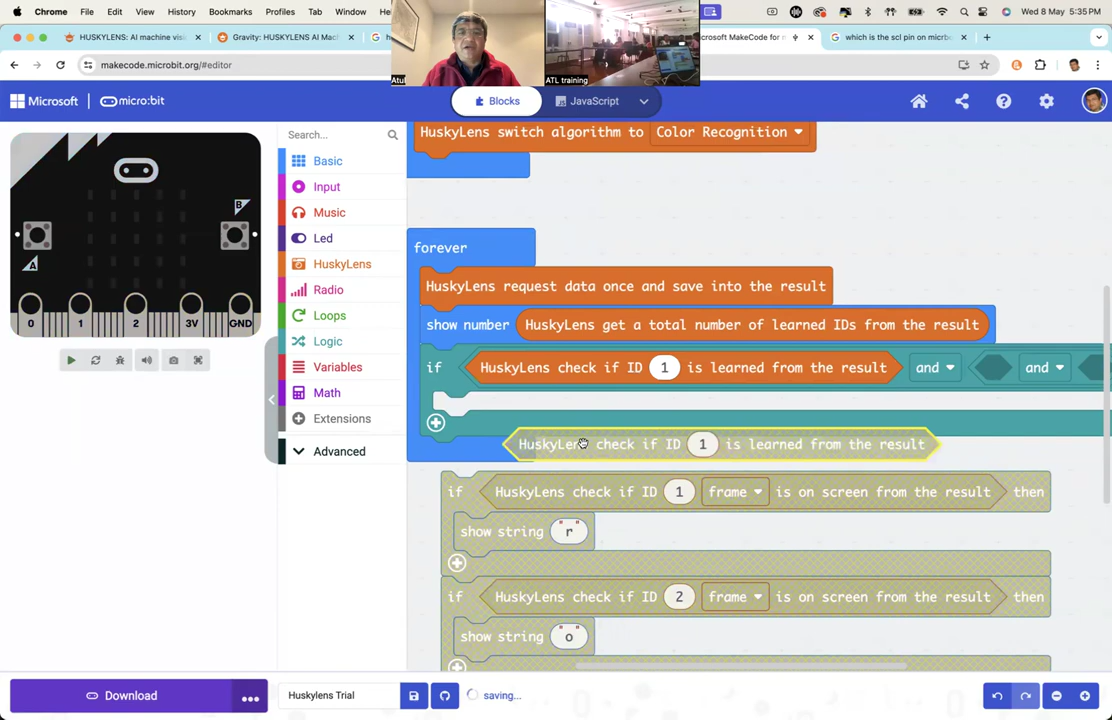 Chrome File Edit View History Bookmarks Profiles Tab Window Hel
Wed 8 May 5:35 PM
HUSKYLENS: AI machine visi
Gravity: HUSKYLENS AI Mach
h
crosoft MakeCode for m
which is the scl pin on microb
makecode.microbit.org/#editor
Atul
ATL training
Microsoft
micro:bit
Blocks
JavaScript
B
A
0 1 2 3V GND
Search...
Basic
Input
Music
Led
HuskyLens
Radio
Loops
Logic
Variables
Math
Extensions
Advanced
HuskyLens switch algorithm to Color Recognition
forever
HuskyLens request data once and save into the result
show number HuskyLens get a total number of learned IDs from the result
if HuskyLens check if ID 1 is learned from the result and and
HuskyLens check if ID 1 is learned from the result
if HuskyLens check if ID 1 frame is on screen from the result then
show string "r"
if HuskyLens check if ID 2 frame is on screen from the result then
show string "o"
Download
Huskylens Trial
saving...